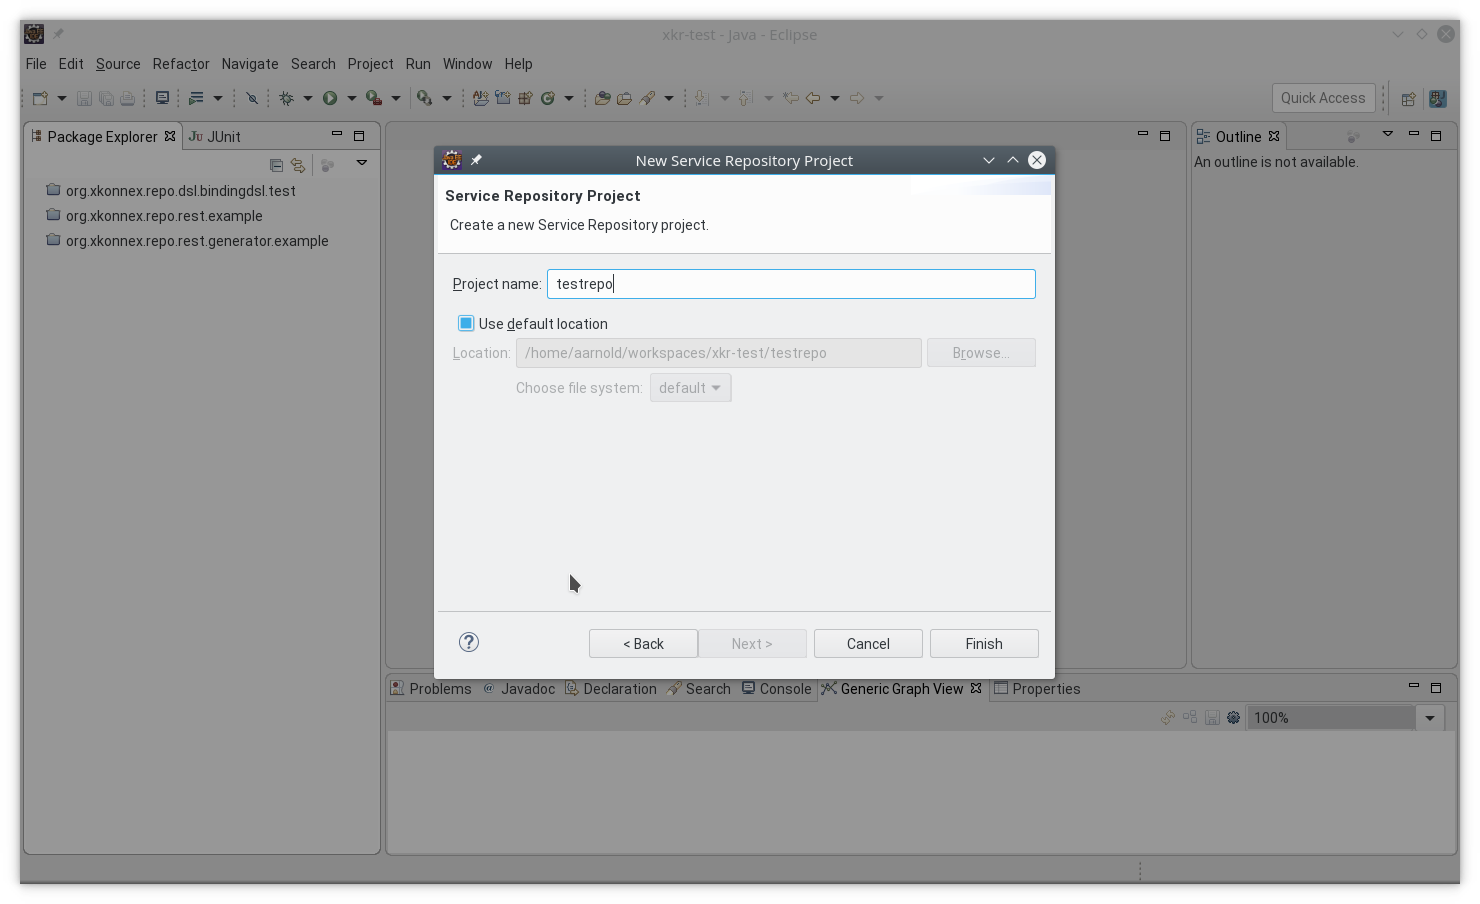 xkr-test - Java - Eclipse
File Edit Source Refactor Navigate Search Project Run Window Help
Quick Access
Package Explorer JUnit
Outline
An outline is not available.
org.xkonnex.repo.dsl.bindingdsl.test
org.xkonnex.repo.rest.example
org.xkonnex.repo.rest.generator.example
New Service Repository Project
Service Repository Project
Create a new Service Repository project.
Project name: testrepo
Use default location
Location: /home/aarnold/workspaces/xkr-test/testrepo Browse...
Choose file system: default
? < Back Next > Cancel Finish
Problems @ Javadoc Declaration Search Console Generic Graph View Properties
100%